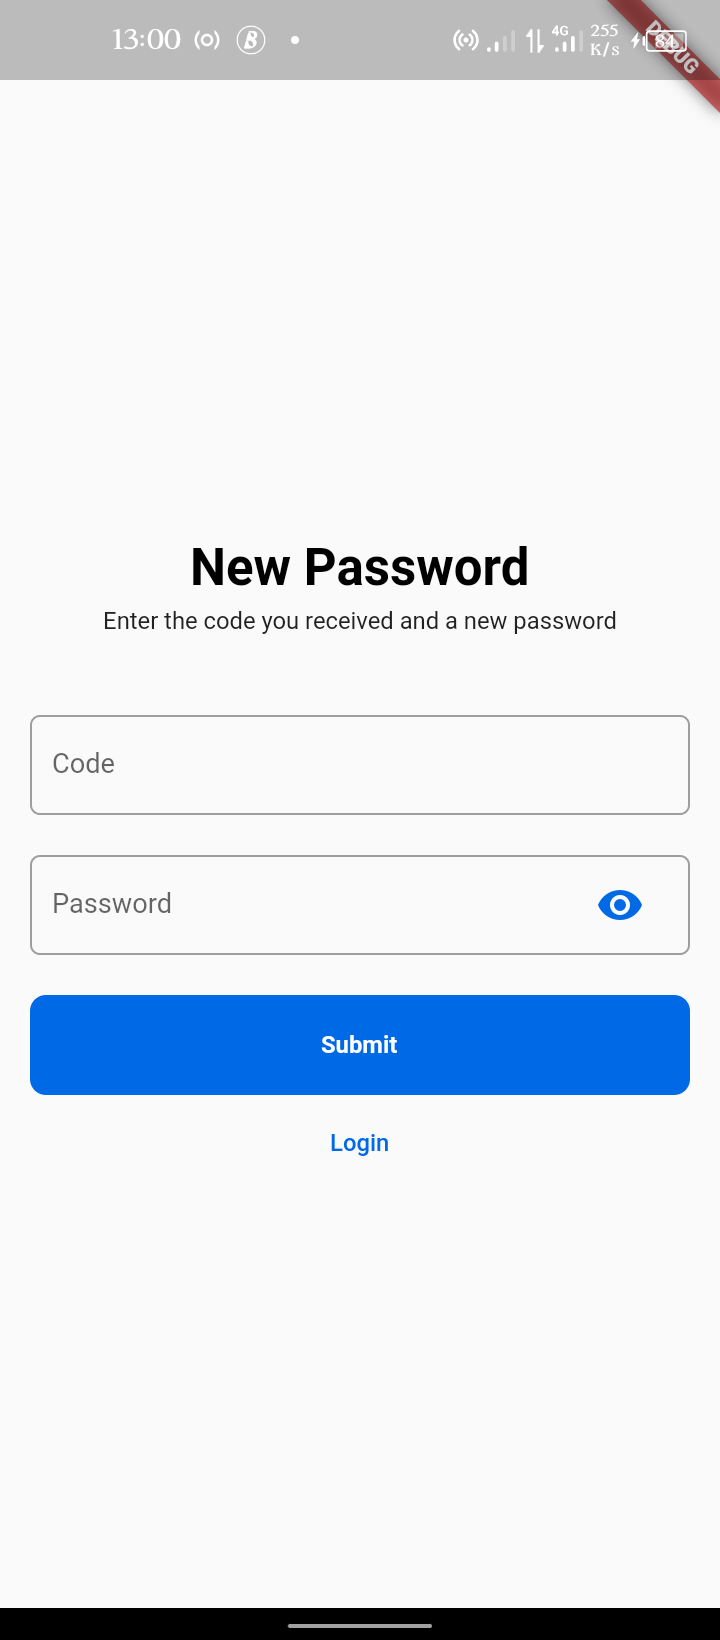 13:00
4G
255
K/s
84
DEBUG
New Password
Enter the code you received and a new password
Code
Password
Submit
Login